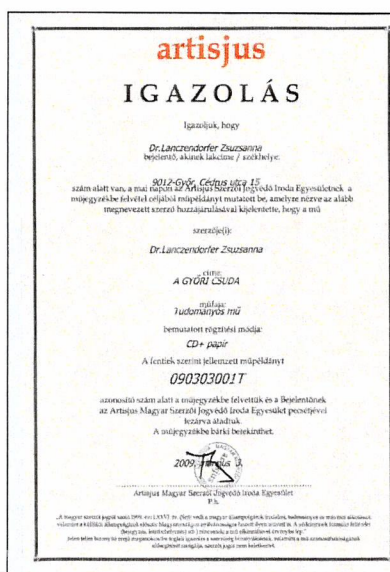 artisjus
IGAZOLÁS
Igazoljuk, hogy
Dr.Lanczendorfer Zsuzsanna
bejelentő, akinek lakcíme / székhelye:
9012-Győr, Cédrus utca 15
szám alatt van, a mai napon az Artisjus Szerzői Jogvédő Iroda Egyesületnek a
műjegyzékbe felvétel céljából műpéldányt mutatott be, amelyre nézve az alább
megnevezett szerző hozzájárulásával kijelentette, hogy a mű
szerzője(i):
Dr.Lanczendorfer Zsuzsanna
címe:
A GYŐRI CSUDA
műfaja:
Tudományos mű
bemutatott rögzítési módja:
CD+ papír
A fentiek szerint jellemzett műpéldányt
090303001T
azonosító szám alatt a műjegyzékbe felvettük és a Bejelentőnek
az Artisjus Magyar Szerzői Jogvédő Iroda Egyesület pecsétjével
lezárva átadtuk.
A műjegyzékbe bárki betekinthet.
2009. március 3.
Artisjus Magyar Szerzői Jogvédő Iroda Egyesület
P.h.